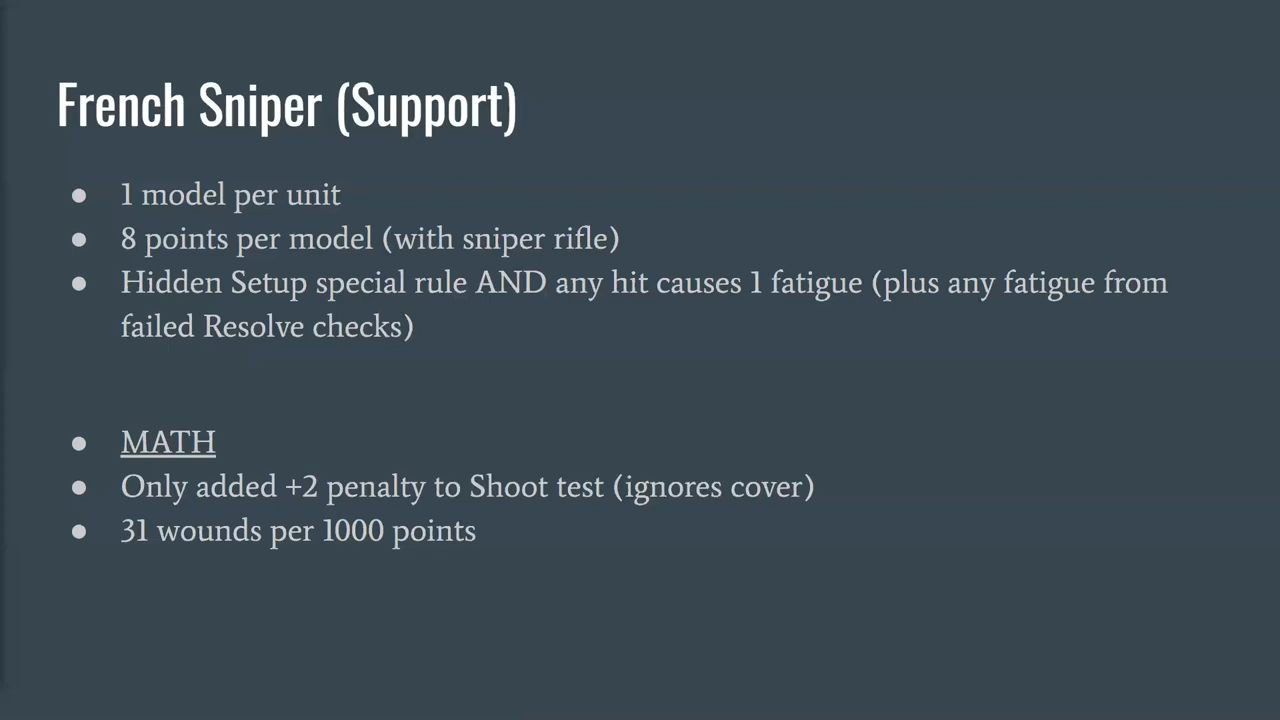 French Sniper (Support)
● 1 model per unit
● 8 points per model (with sniper rifle)
● Hidden Setup special rule AND any hit causes 1 fatigue (plus any fatigue from
failed Resolve checks)
● MATH
● Only added +2 penalty to Shoot test (ignores cover)
● 31 wounds per 1000 points